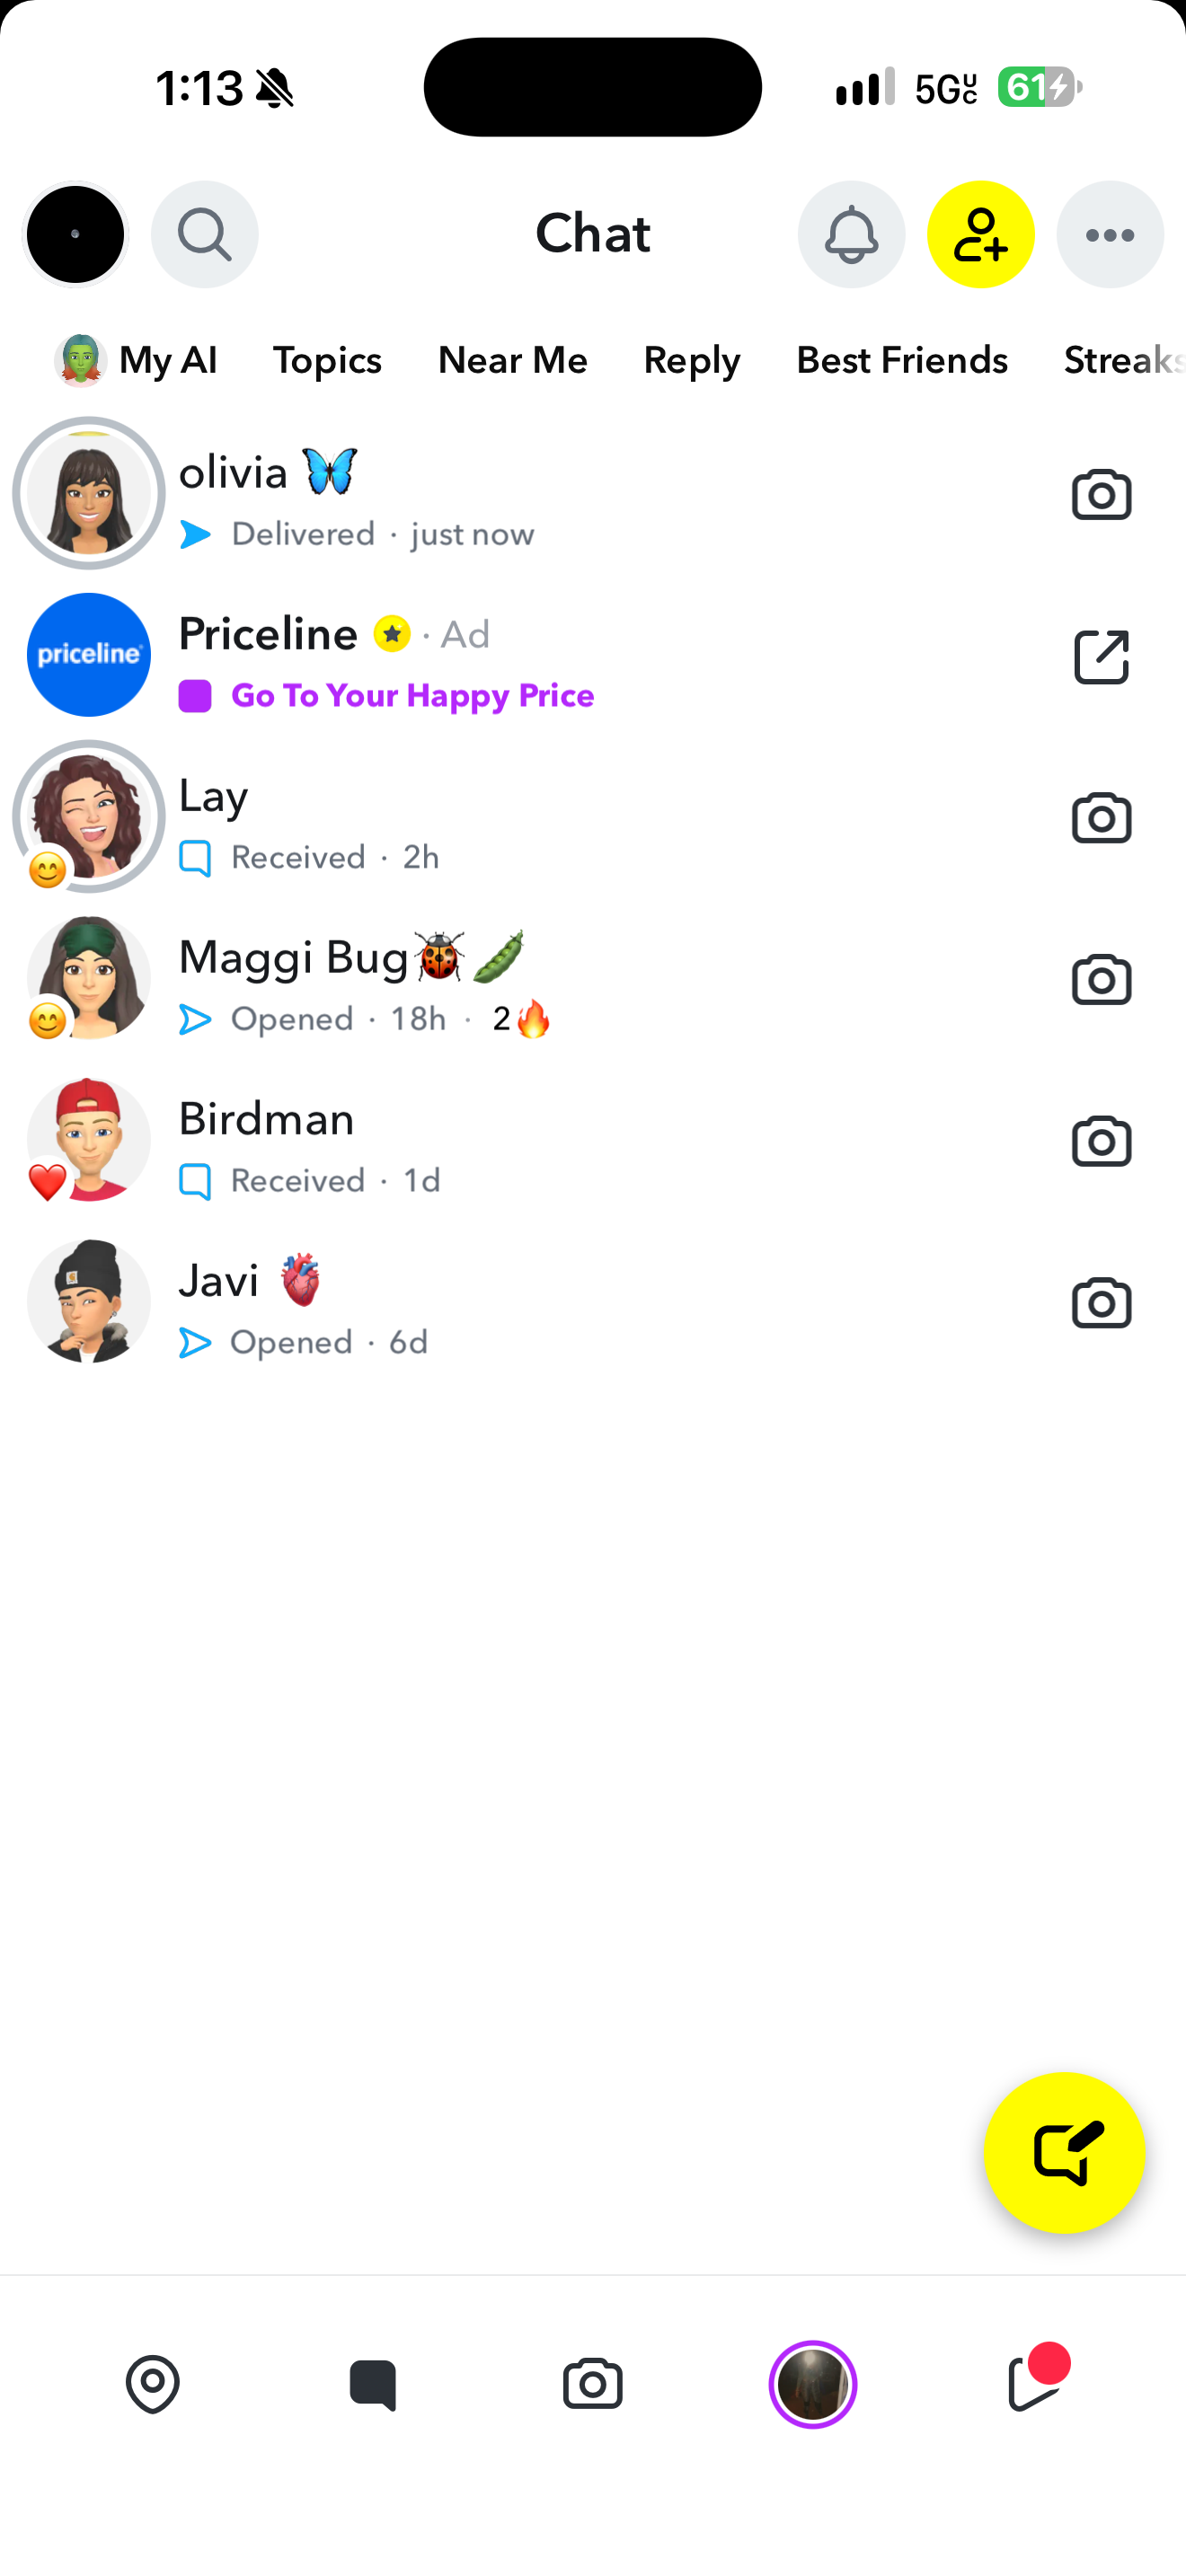 1:13 5G UC 61
Chat
My AI Topics Near Me Reply Best Friends Streaks
olivia 🦋
Delivered · just now
priceline
Priceline · Ad
Go To Your Happy Price
Lay
Received · 2h
Maggi Bug🐞🫛
Opened · 18h · 2🔥
Birdman
Received · 1d
Javi 🫀
Opened · 6d